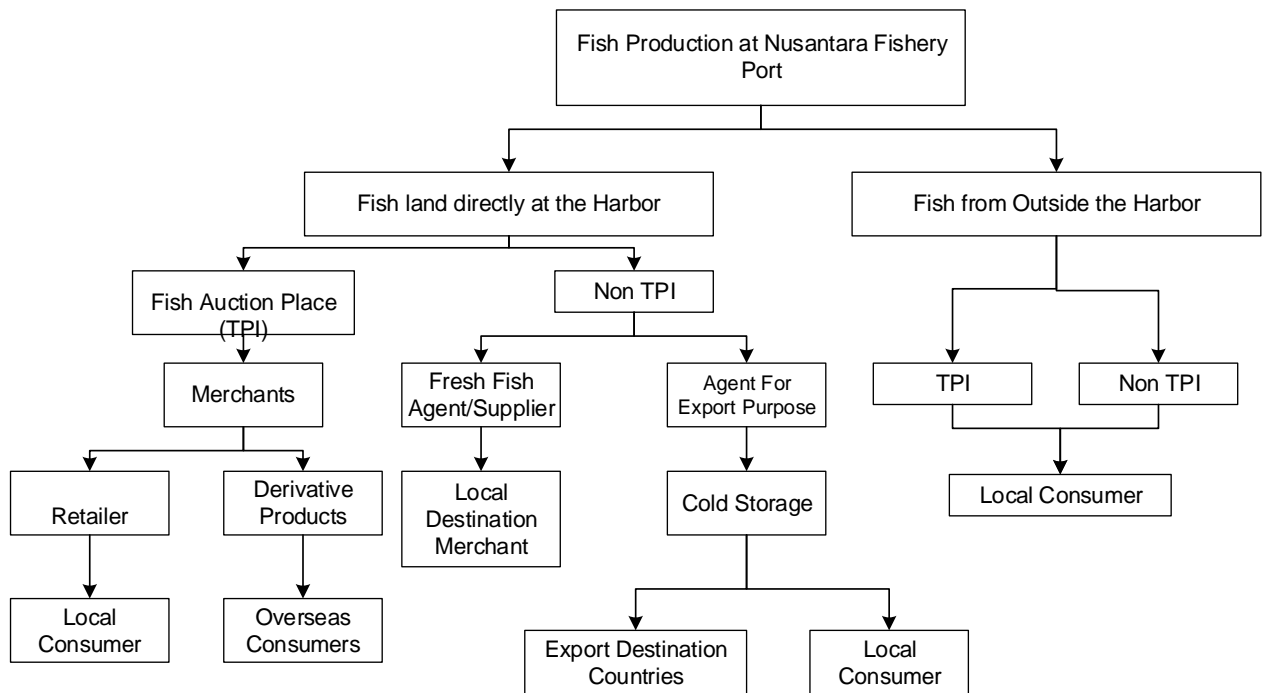 Fish Production at Nusantara Fishery
Port
Fish land directly at the Harbor
Fish from Outside the Harbor
Fish Auction Place
(TPI)
Non TPI
Merchants
Fresh Fish
Agent/Supplier
Agent For
Export Purpose
TPI
Non TPI
Retailer
Derivative
Products
Local
Destination
Merchant
Cold Storage
Local Consumer
Local
Consumer
Overseas
Consumers
Export Destination
Countries
Local
Consumer